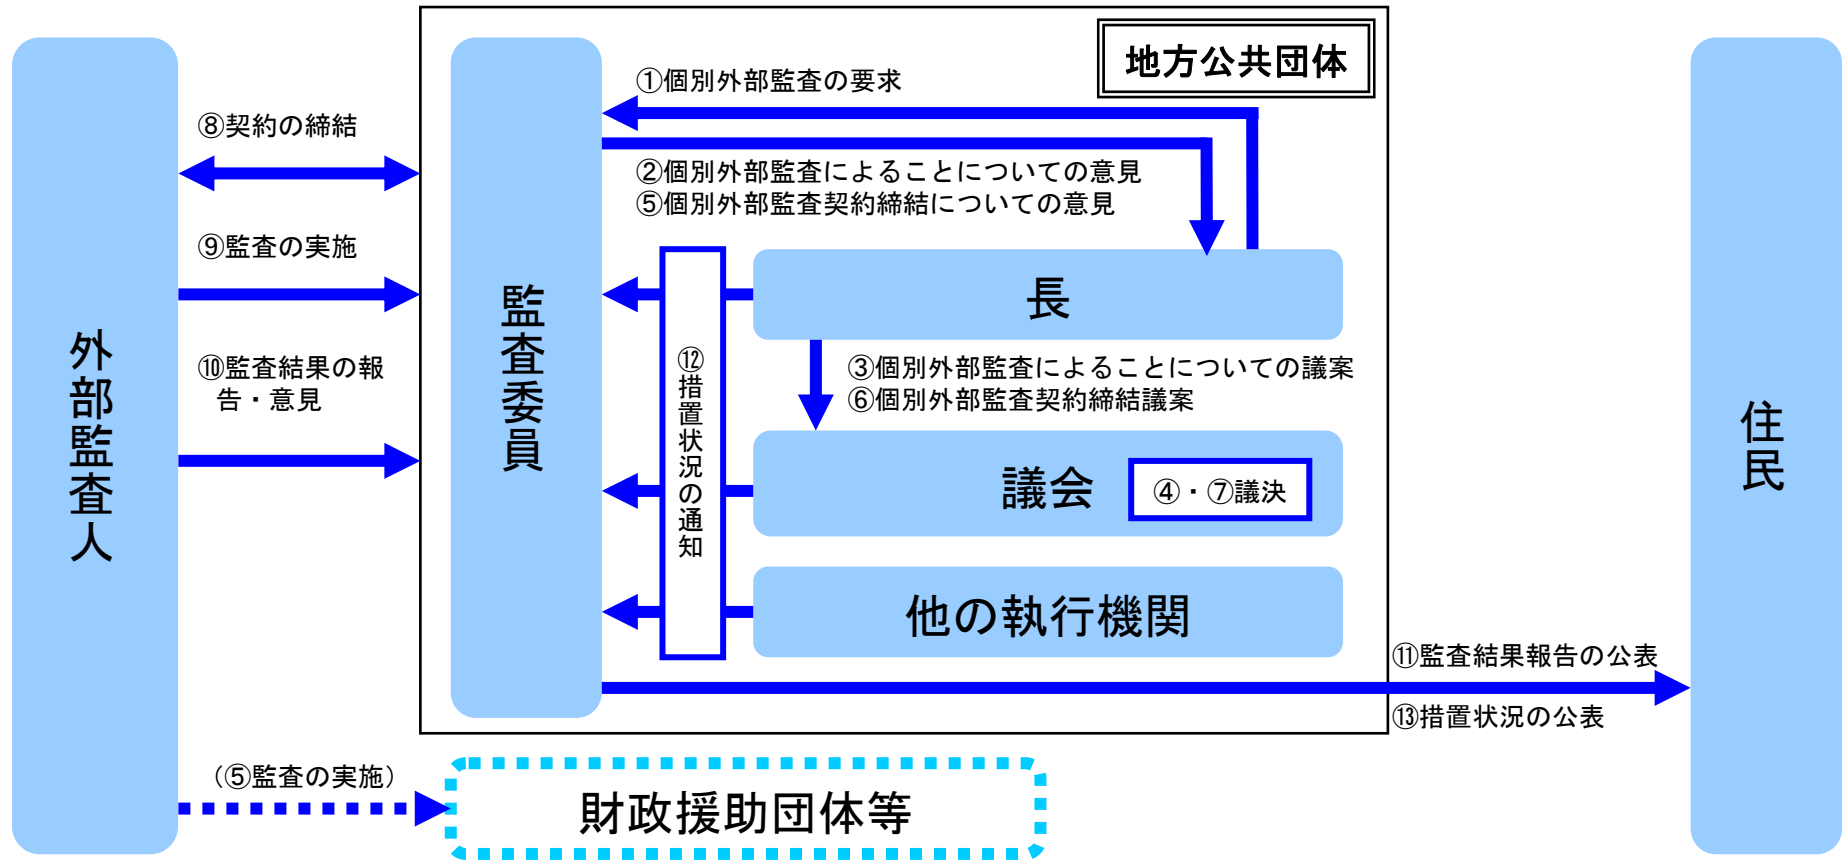 地方公共団体
①個別外部監査の要求
⑧契約の締結
②個別外部監査によることについての意見
⑤個別外部監査契約締結についての意見
⑨監査の実施
長
監査委員
外部監査人
⑩監査結果の報
告・意見
⑫措置状況の通知
③個別外部監査によることについての議案
⑥個別外部監査契約締結議案
住民
議会
④・⑦議決
他の執行機関
⑪監査結果報告の公表
⑬措置状況の公表
（⑤監査の実施）
財政援助団体等